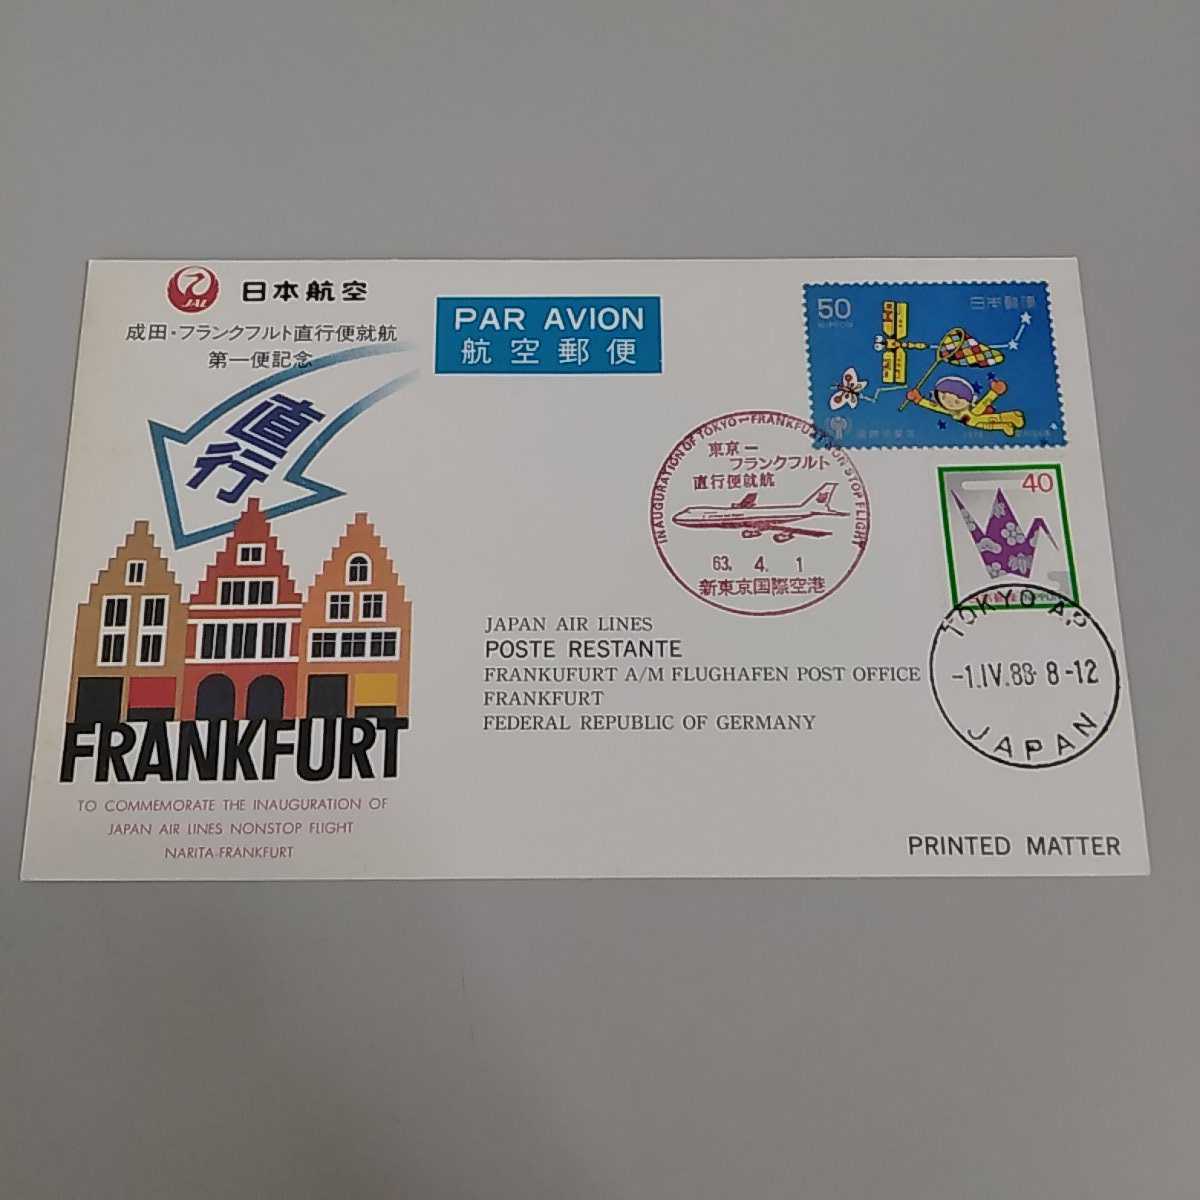 JAL
日本航空
成田・フランクフルト直行便就航
第一便記念
直行
FRANKFURT
TO COMMEMORATE THE INAUGURATION OF
JAPAN AIR LINES NONSTOP FLIGHT
NARITA-FRANKFURT
PAR AVION
航空郵便
50
NIPPON
日本郵便
INAUGURATION OF TOKYO-FRANKFURT NON STOP FLIGHT
東京ー
フランクフルト
直行便就航
63. 4. 1
新東京国際空港
40
NIPPON
TOKYO AP
-1.IV.88- 8-12
JAPAN
JAPAN AIR LINES
POSTE RESTANTE
FRANKUFURT A/M FLUGHAFEN POST OFFICE
FRANKFURT
FEDERAL REPUBLIC OF GERMANY
PRINTED MATTER